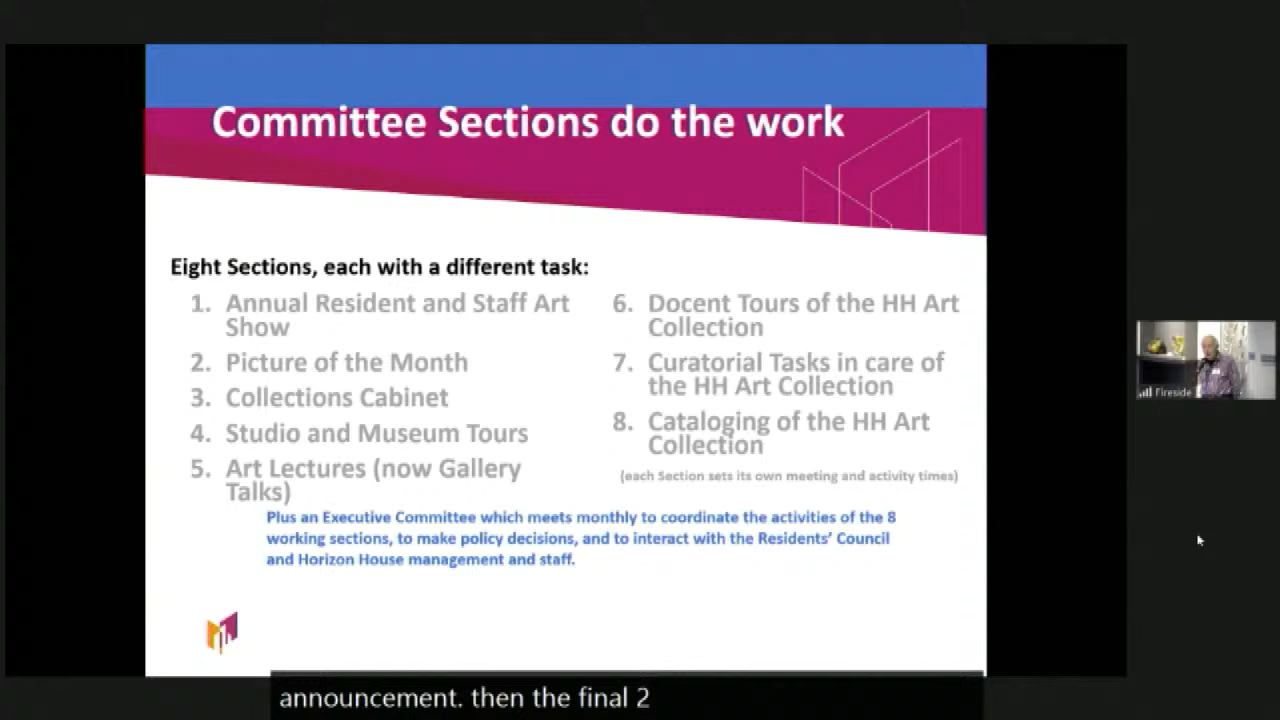 Committee Sections do the work
Eight Sections, each with a different task:
1. Annual Resident and Staff Art
Show
2. Picture of the Month
3. Collections Cabinet
4. Studio and Museum Tours
5. Art Lectures (now Gallery
Talks)
6. Docent Tours of the HH Art
Collection
7. Curatorial Tasks in care of
the HH Art Collection
8. Cataloging of the HH Art
Collection
(each Section sets its own meeting and activity times)
Plus an Executive Committee which meets monthly to coordinate the activities of the 8
working sections, to make policy decisions, and to interact with the Residents' Council
and Horizon House management and staff.
Fireside
announcement. then the final 2